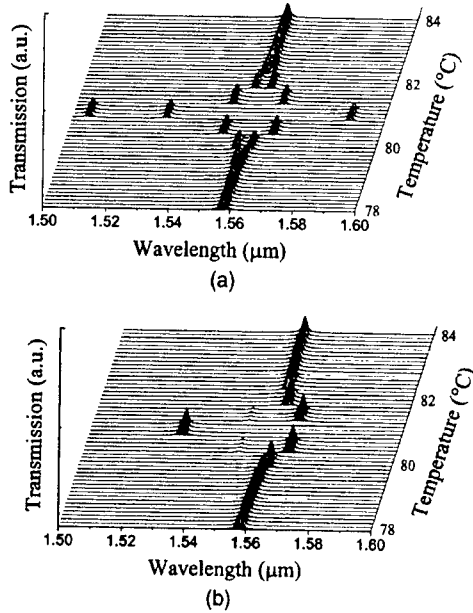 Transmission (a.u.)
84
82
80
78
Temperature (°C)
1.50 1.52 1.54 1.56 1.58 1.60
Wavelength (μm)
(a)
Transmission (a.u.)
84
82
80
78
Temperature (°C)
1.50 1.52 1.54 1.56 1.58 1.60
Wavelength (μm)
(b)